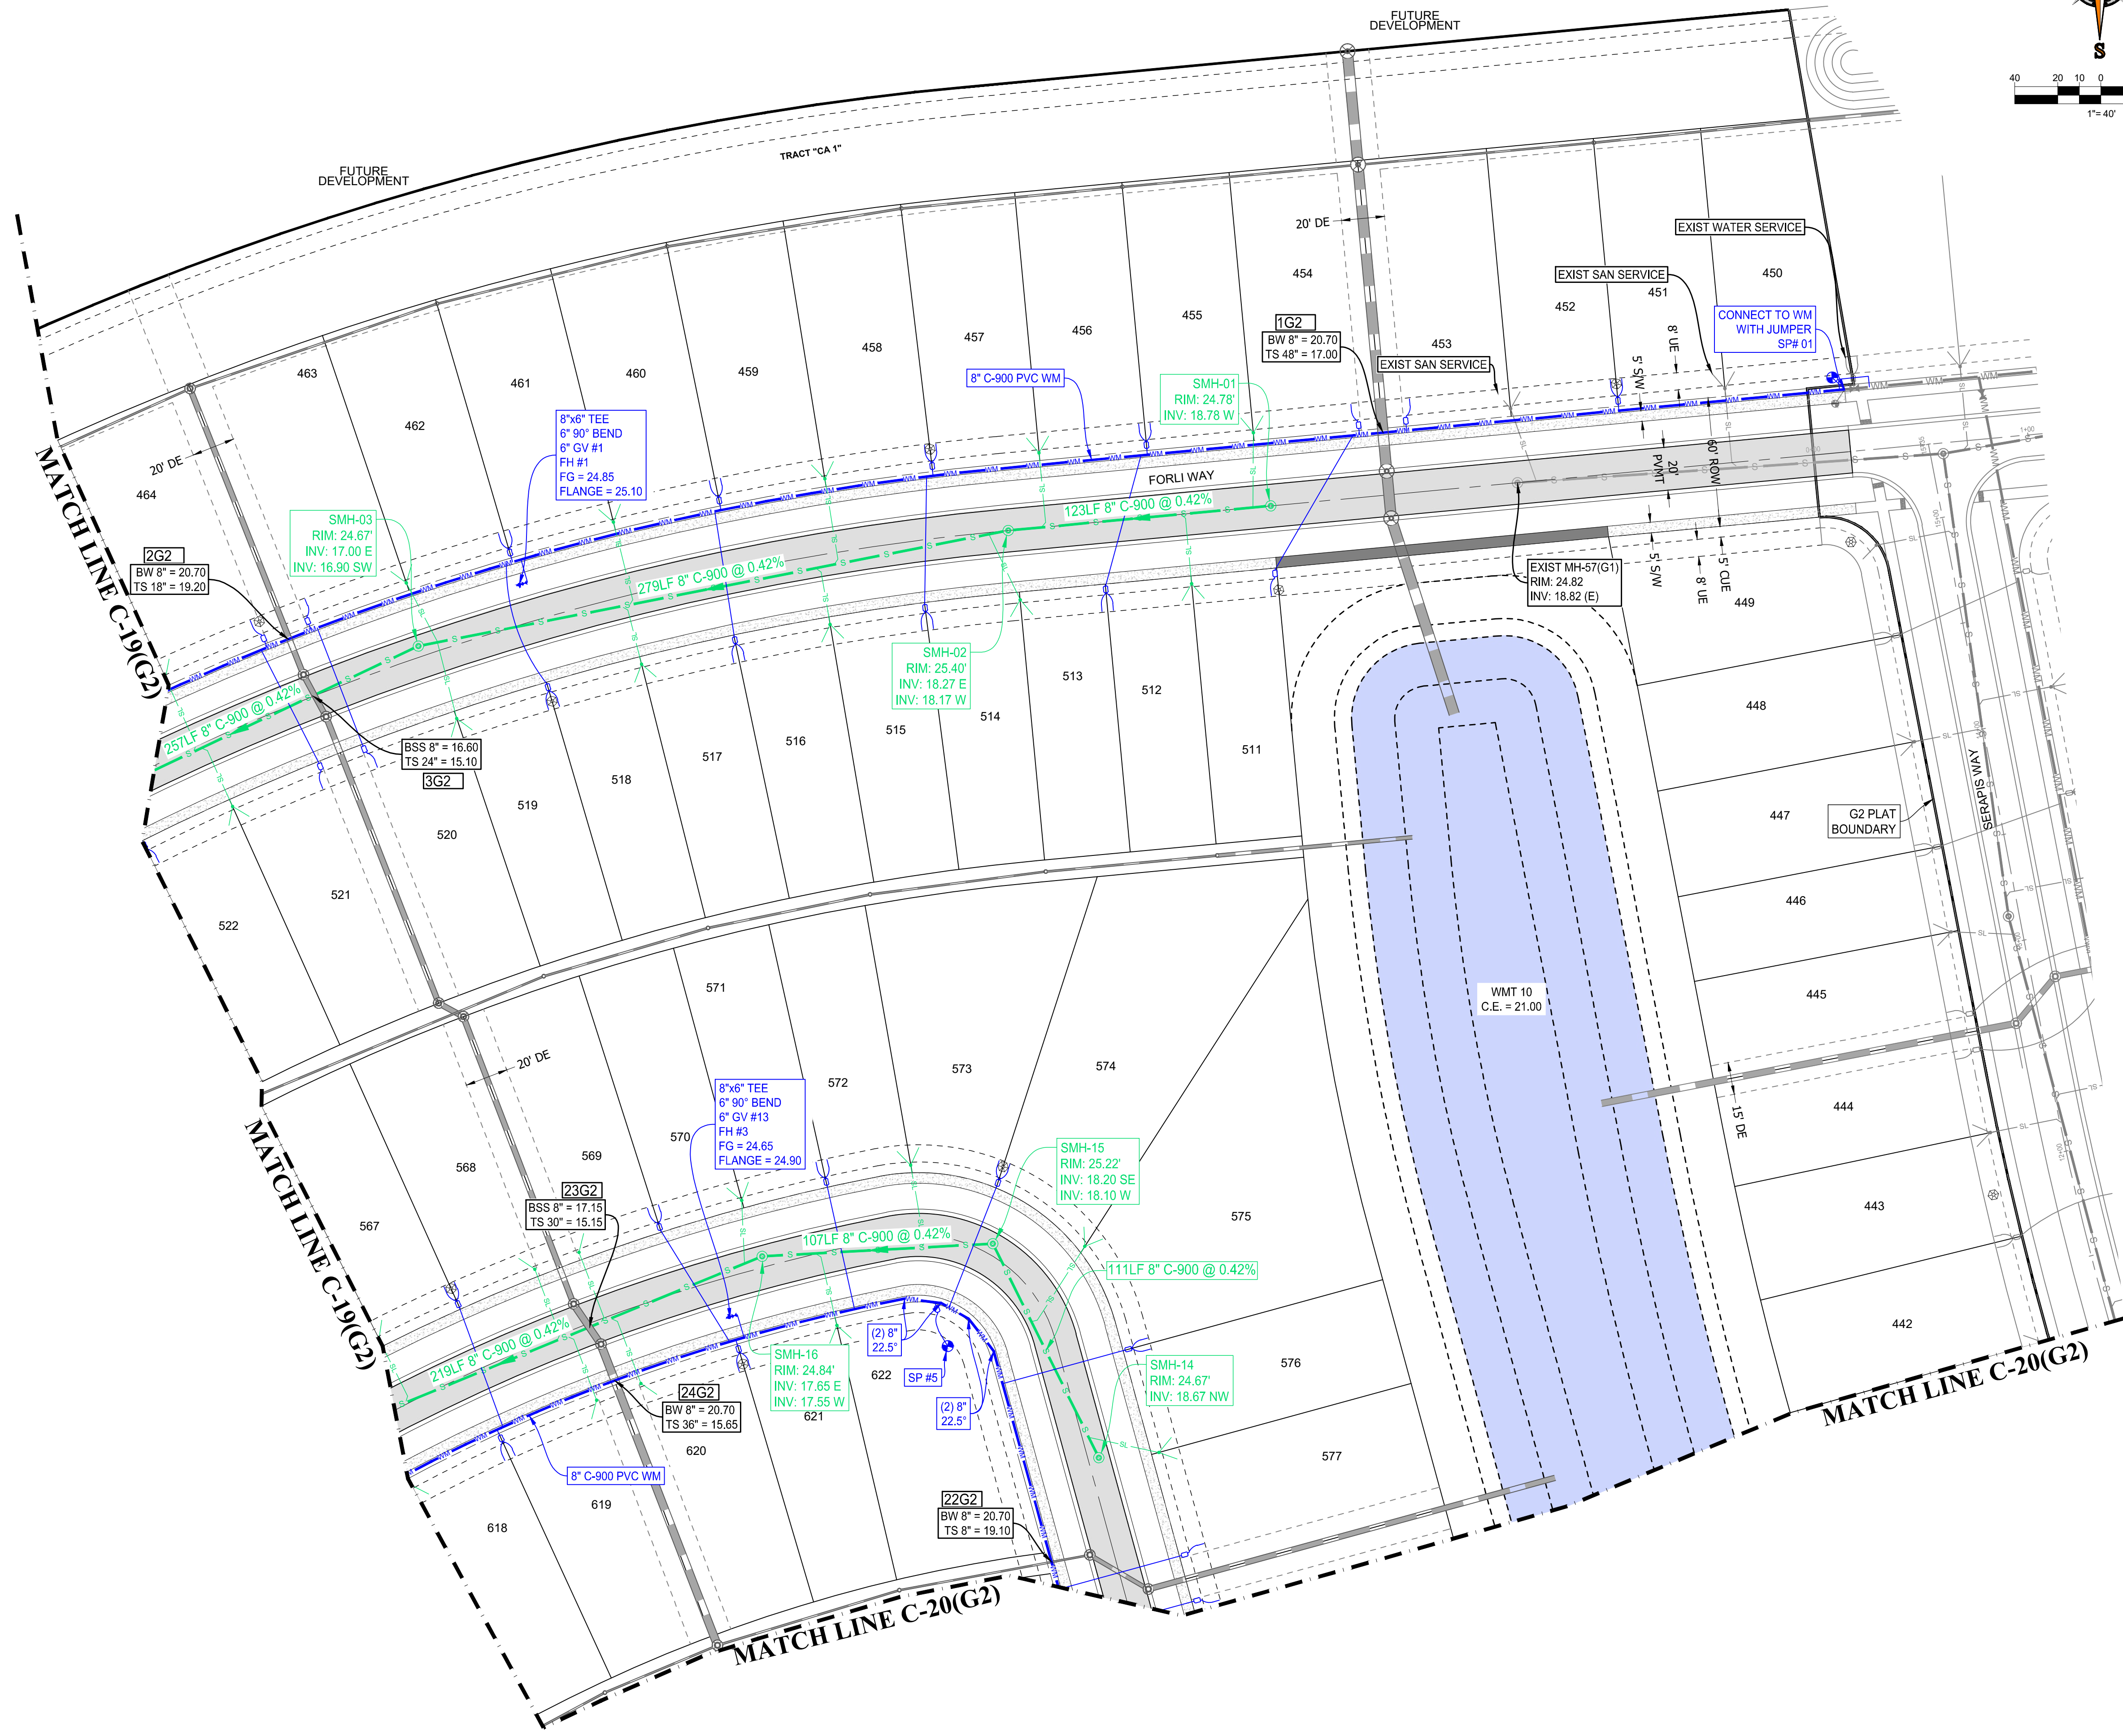 FUTURE
DEVELOPMENT
S
40 20 10 0
1"= 40'
FUTURE
DEVELOPMENT
TRACT "CA 1"
20' DE
EXIST WATER SERVICE
EXIST SAN SERVICE
CONNECT TO WM
WITH JUMPER
SP# 01
EXIST SAN SERVICE
450
451
452
453
454
455
456
457
458
459
460
461
462
463
464
1G2
BW 8" = 20.70
TS 48" = 17.00
8" C-900 PVC WM
SMH-01
RIM: 24.78'
INV: 18.78 W
8"x6" TEE
6" 90° BEND
6" GV #1
FH #1
FG = 24.85
FLANGE = 25.10
8' UE
5' S/W
20'
PVNT
60' ROW
5' S/W
8' UE
5' CUE
1+00
20' DE
MATCH LINE C-19(G2)
SMH-03
RIM: 24.67'
INV: 17.00 E
INV: 16.90 SW
2G2
BW 8" = 20.70
TS 18" = 19.20
FORLI WAY
123LF 8" C-900 @ 0.42%
279LF 8" C-900 @ 0.42%
257LF 8" C-900 @ 0.42%
EXIST MH-57(G1)
RIM: 24.82
INV: 18.82 (E)
SMH-02
RIM: 25.40'
INV: 18.27 E
INV: 18.17 W
BSS 8" = 16.60
TS 24" = 15.10
3G2
449
448
447
446
445
444
443
442
511
512
513
514
515
516
517
518
519
520
521
522
G2 PLAT
BOUNDARY
SERAPIS WAY
WMT 10
C.E. = 21.00
15' DE
20' DE
MATCH LINE C-19(G2)
567
568
569
570
571
572
573
574
575
576
577
8"x6" TEE
6" 90° BEND
6" GV #13
FH #3
FG = 24.65
FLANGE = 24.90
23G2
BSS 8" = 17.15
TS 30" = 15.15
SMH-15
RIM: 25.22'
INV: 18.20 SE
INV: 18.10 W
107LF 8" C-900 @ 0.42%
111LF 8" C-900 @ 0.42%
219LF 8" C-900 @ 0.42%
(2) 8"
22.5°
SP #5
(2) 8"
22.5°
SMH-16
RIM: 24.84'
INV: 17.65 E
INV: 17.55 W
SMH-14
RIM: 24.67'
INV: 18.67 NW
24G2
BW 8" = 20.70
TS 36" = 15.65
8" C-900 PVC WM
618
619
620
621
622
22G2
BW 8" = 20.70
TS 8" = 19.10
MATCH LINE C-20(G2)
MATCH LINE C-20(G2)